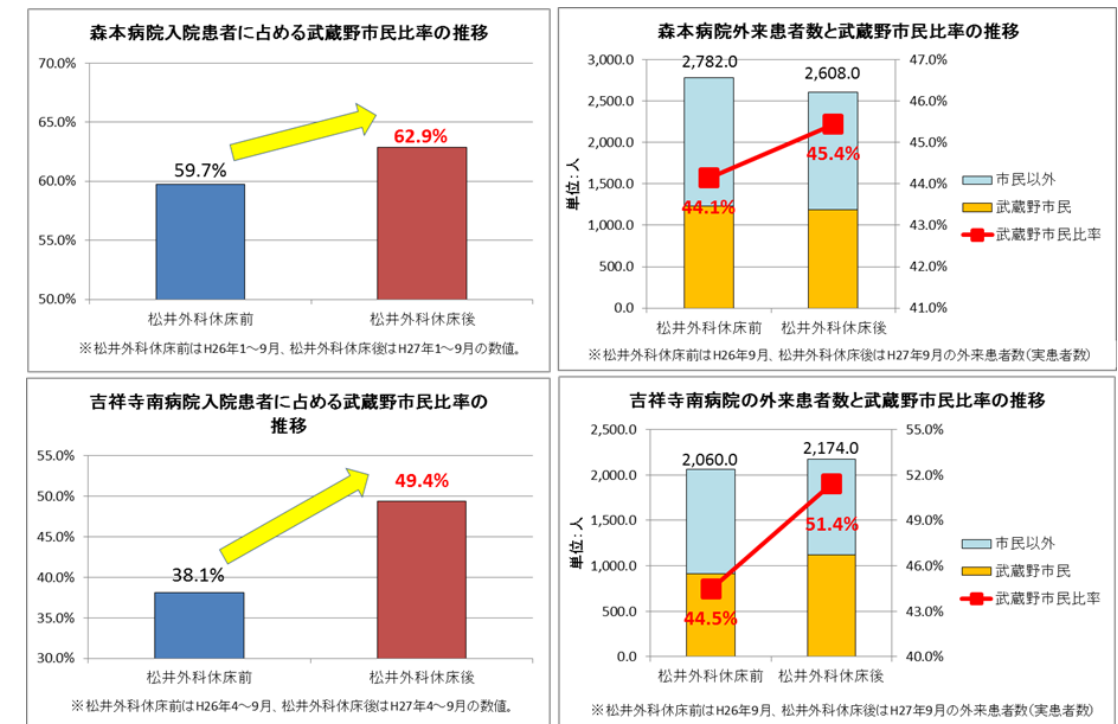 森本病院入院患者に占める武蔵野市民比率の推移
70.0%
65.0%
60.0%
55.0%
50.0%
59.7%
62.9%
松井外科休床前
松井外科休床後
※松井外科休床前はH26年1～9月、松井外科休床後はH27年1～9月の数値。
森本病院外来患者数と武蔵野市民比率の推移
単位：人
3,000.0
2,500.0
2,000.0
1,500.0
1,000.0
500.0
0.0
2,782.0
2,608.0
44.1%
45.4%
47.0%
46.0%
45.0%
44.0%
43.0%
42.0%
41.0%
市民以外
武蔵野市民
武蔵野市民比率
松井外科休床前
松井外科休床後
※松井外科休床前はH26年9月、松井外科休床後はH27年9月の外来患者数(実患者数)
吉祥寺南病院入院患者に占める武蔵野市民比率の
推移
55.0%
50.0%
45.0%
40.0%
35.0%
30.0%
38.1%
49.4%
松井外科休床前
松井外科休床後
※松井外科休床前はH26年4～9月、松井外科休床後はH27年4～9月の数値。
吉祥寺南病院の外来患者数と武蔵野市民比率の推移
単位：人
2,500.0
2,000.0
1,500.0
1,000.0
500.0
0.0
2,060.0
2,174.0
44.5%
51.4%
55.0%
52.0%
49.0%
46.0%
43.0%
40.0%
市民以外
武蔵野市民
武蔵野市民比率
松井外科休床前
松井外科休床後
※松井外科休床前はH26年9月、松井外科休床後はH27年9月の外来患者数(実患者数)